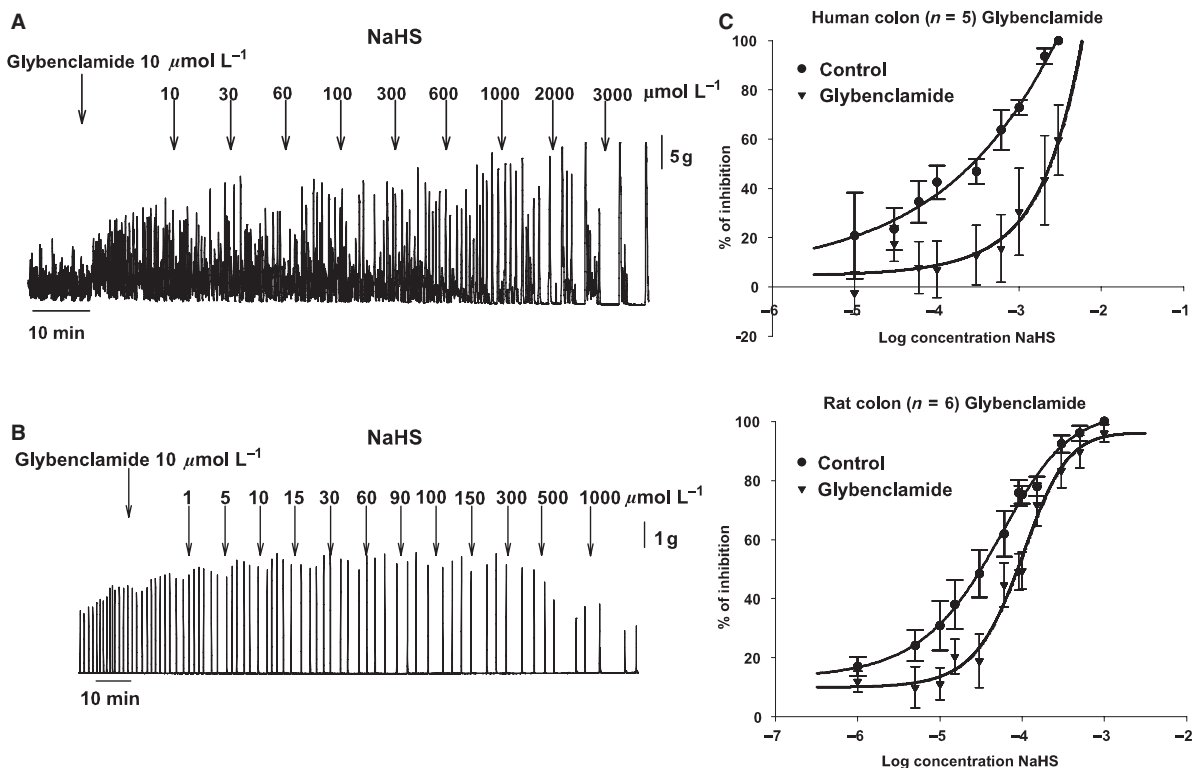 A
NaHS
Glybenclamide 10 μmol L⁻¹
10 30 60 100 300 600 1000 2000 3000 μmol L⁻¹
5 g
10 min
B
NaHS
Glybenclamide 10 μmol L⁻¹
1 5 10 15 30 60 90 100 150 300 500 1000 μmol L⁻¹
1 g
10 min
C
Human colon (n = 5) Glybenclamide
Control
Glybenclamide
% of inhibition
100
80
60
40
20
0
-20
–6 –5 –4 –3 –2 –1
Log concentration NaHS
Rat colon (n = 6) Glybenclamide
Control
Glybenclamide
% of inhibition
100
80
60
40
20
0
–7 –6 –5 –4 –3 –2
Log concentration NaHS